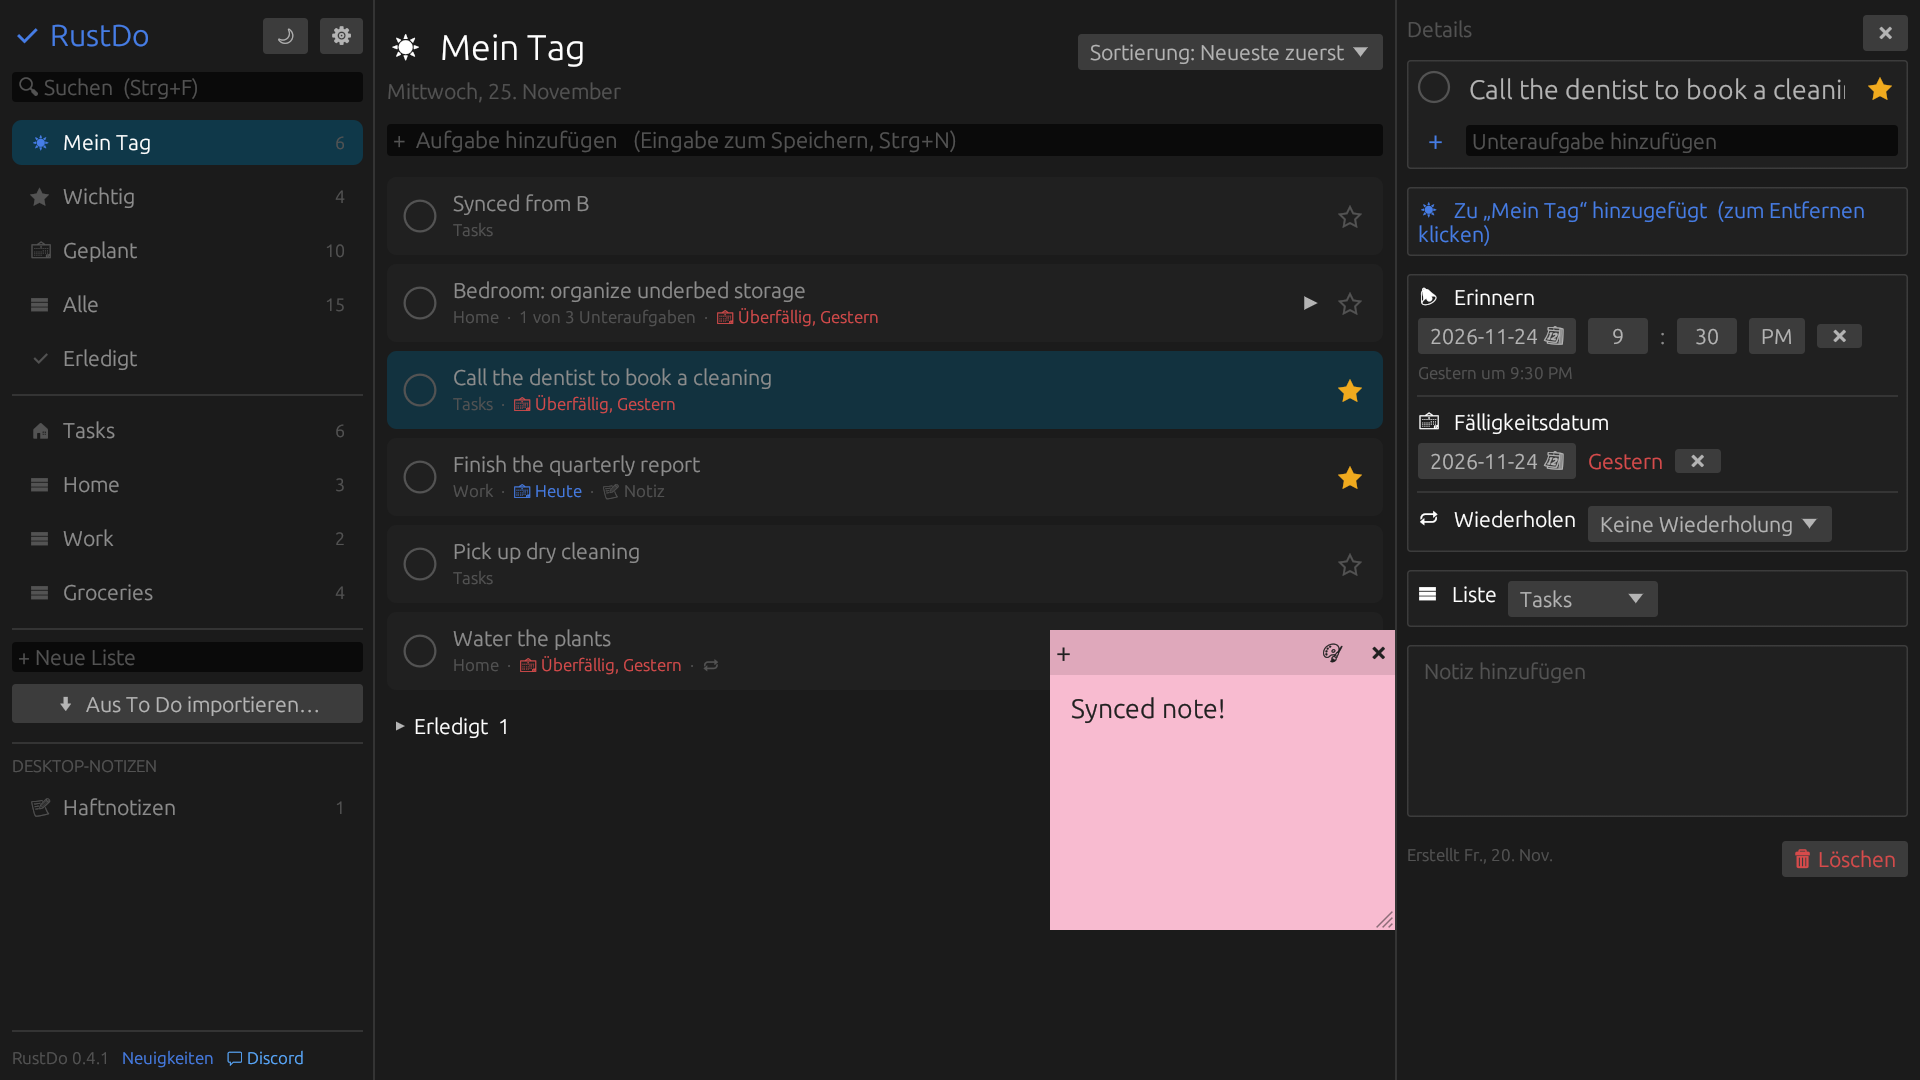 RustDo
Suchen (Strg+F)
Mein Tag 6
Wichtig 4
Geplant 10
Alle 15
Erledigt
Tasks 6
Home 3
Work 2
Groceries 4
+ Neue Liste
Aus To Do importieren…
DESKTOP-NOTIZEN
Haftnotizen 1
RustDo 0.4.1 Neuigkeiten Discord
Mein Tag
Sortierung: Neueste zuerst
Mittwoch, 25. November
+ Aufgabe hinzufügen (Eingabe zum Speichern, Strg+N)
Synced from B
Tasks
Bedroom: organize underbed storage
Home · 1 von 3 Unteraufgaben · Überfällig, Gestern
Call the dentist to book a cleaning
Tasks · Überfällig, Gestern
Finish the quarterly report
Work · Heute · Notiz
Pick up dry cleaning
Tasks
Water the plants
Home · Überfällig, Gestern ·
Erledigt 1
+
Synced note!
Details
Call the dentist to book a cleani
+ Unteraufgabe hinzufügen
Zu „Mein Tag“ hinzugefügt (zum Entfernen
klicken)
Erinnern
2026-11-24 9 : 30 PM
Gestern um 9:30 PM
Fälligkeitsdatum
2026-11-24 Gestern
Wiederholen Keine Wiederholung
Liste Tasks
Notiz hinzufügen
Erstellt Fr., 20. Nov.
Löschen